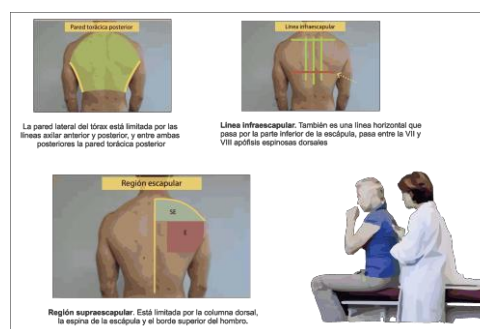 Pared torácica posterior
La pared lateral del tórax está limitada por las
líneas axilar anterior y posterior, y entre ambas
posteriores la pared torácica posterior
Línea infraescapular
Línea infraescapular. También es una línea horizontal que
pasa por la parte inferior de la escápula, pasa entre la VII y
VIII apófisis espinosas dorsales
Región escapular
SE
E
Región supraescapular. Está limitada por la columna dorsal,
la espina de la escápula y el borde superior del hombro.